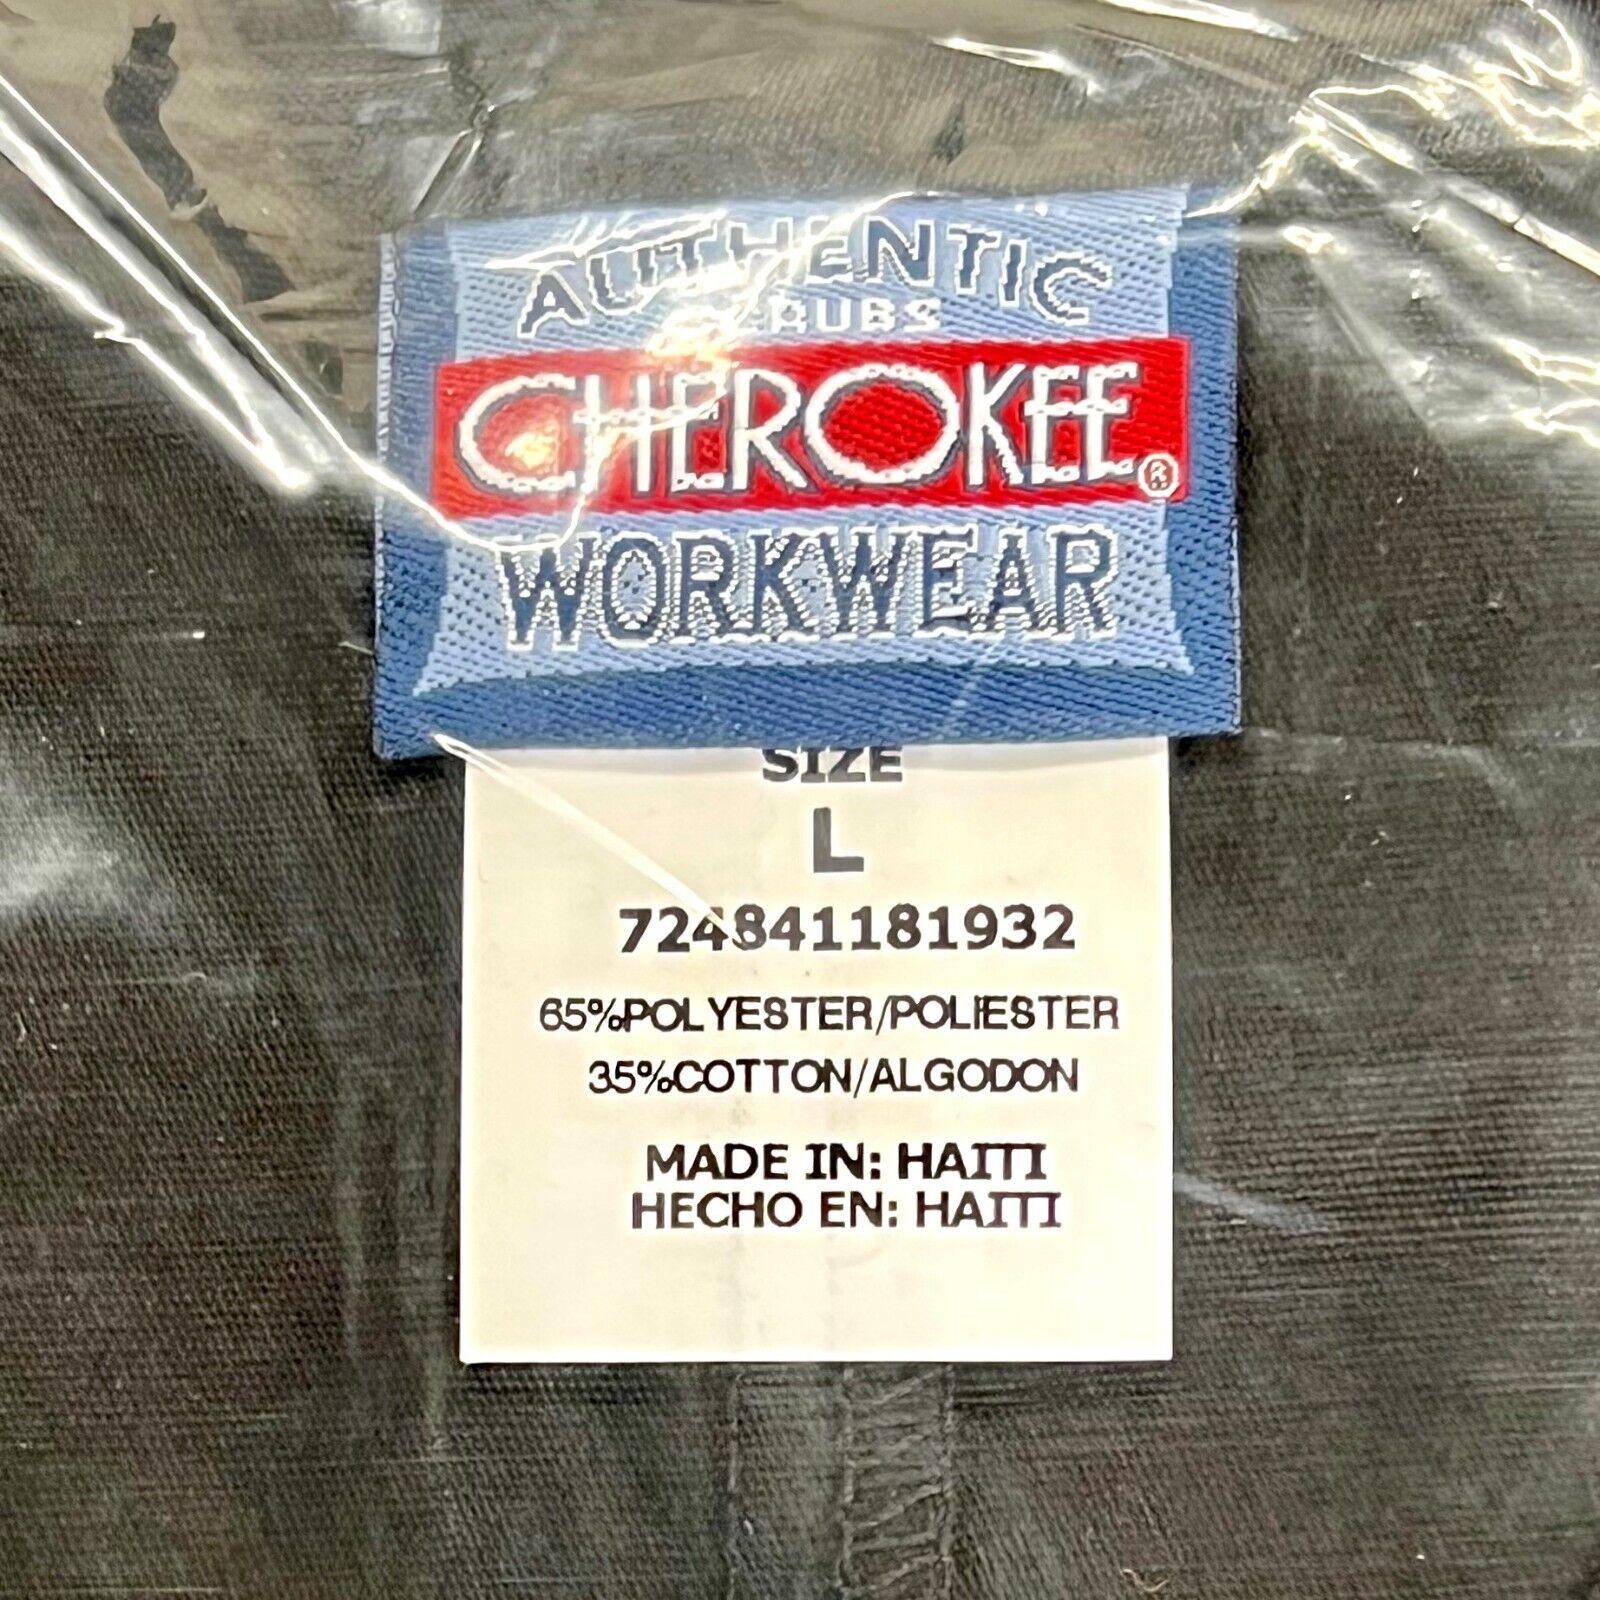 AUTHENTIC
SCRUBS
CHEROKEE®
WORKWEAR
SIZE
L
724841181932
65%POLYESTER/POLIESTER
35%COTTON/ALGODON
MADE IN: HAITI
HECHO EN: HAITI